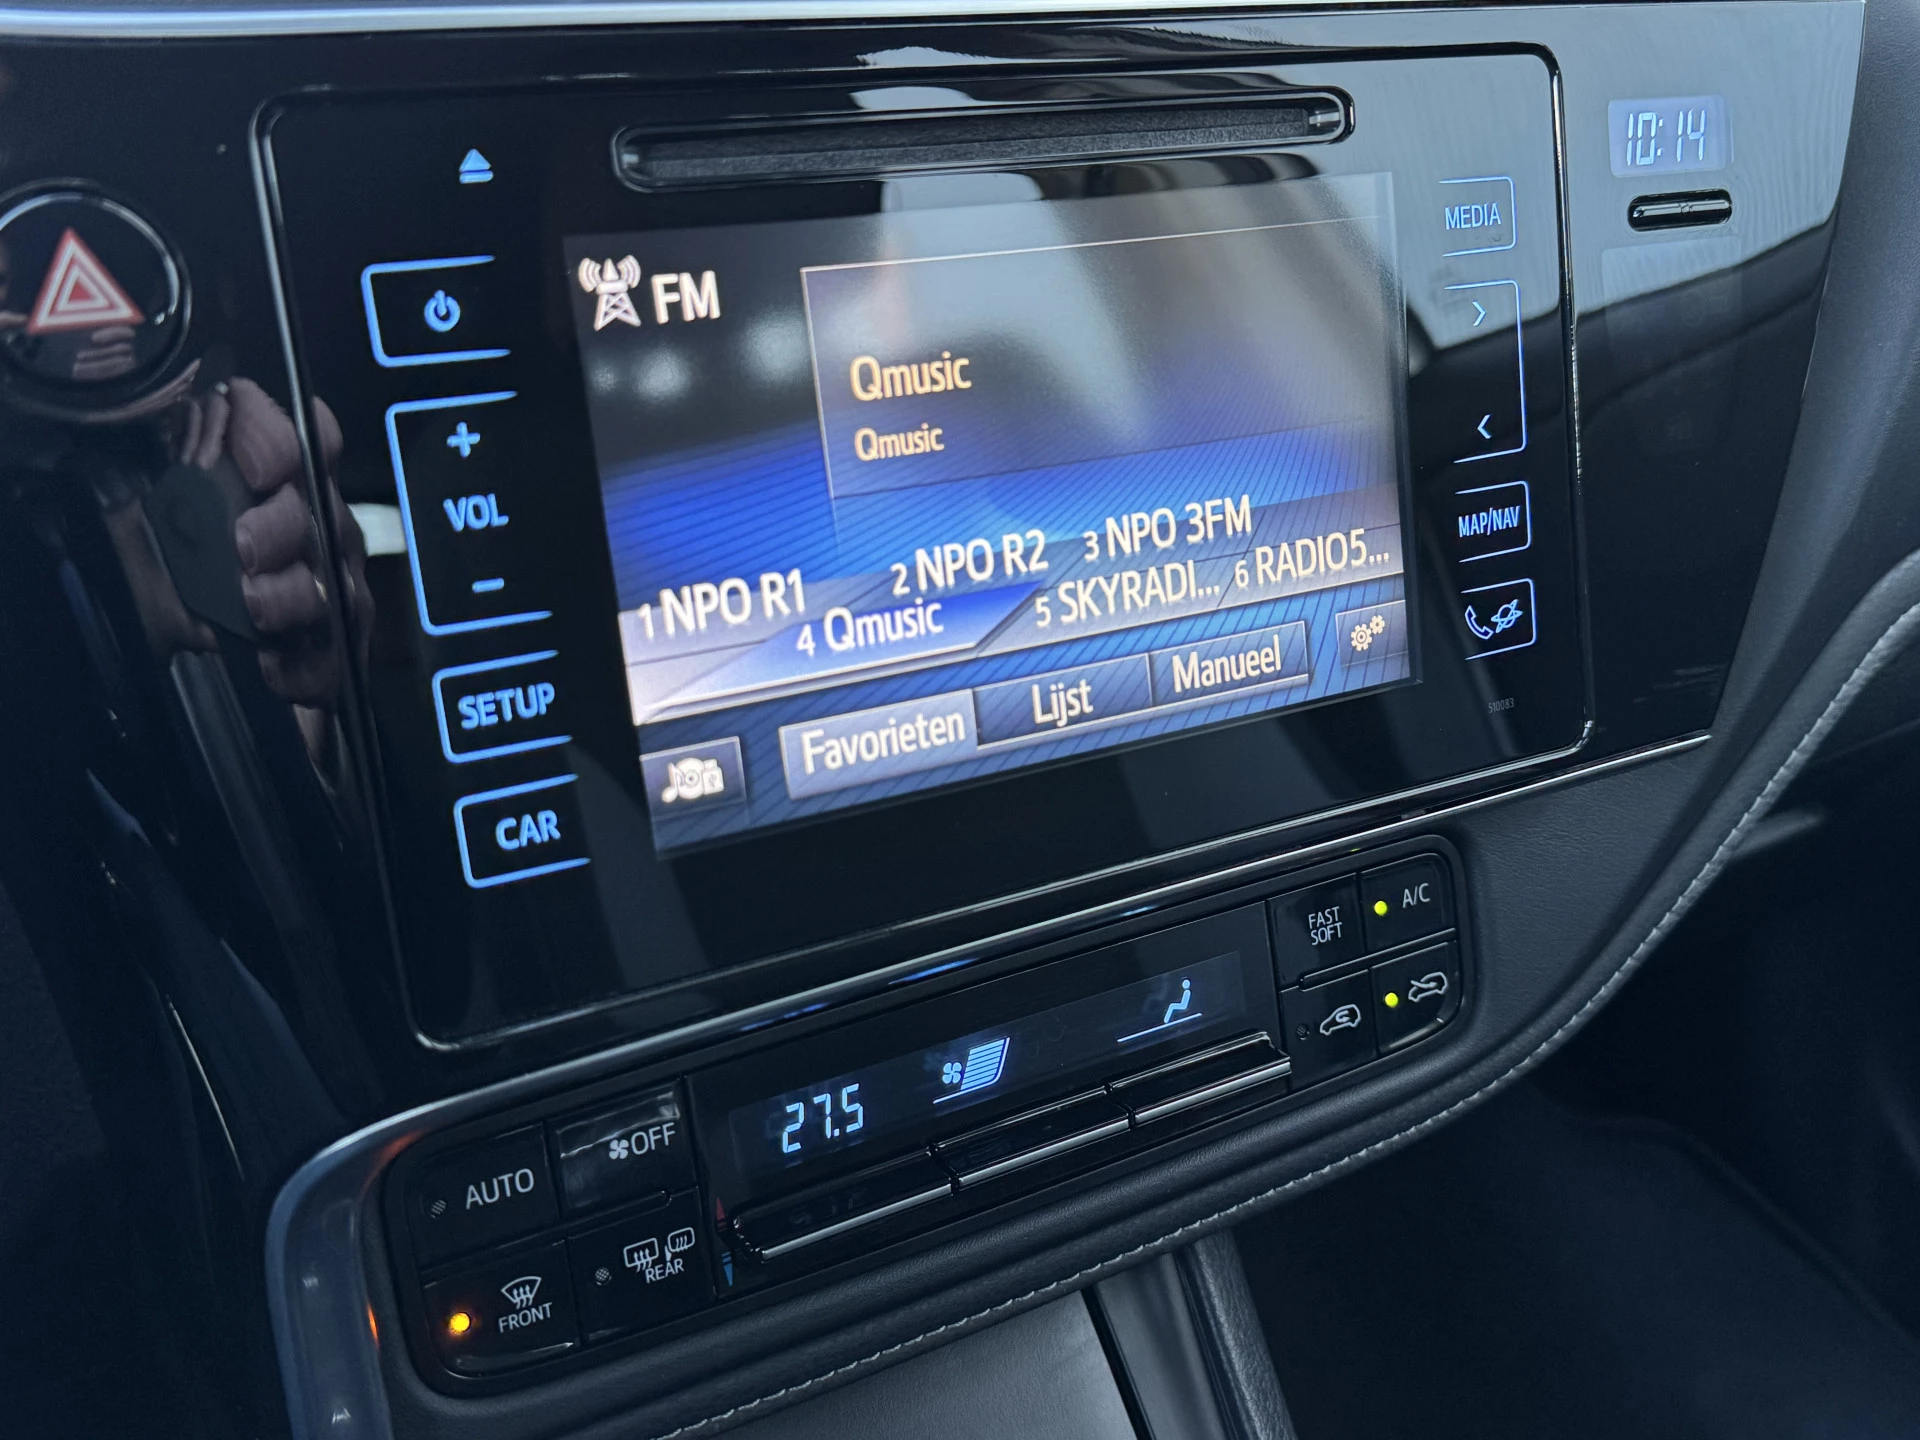 10:14
MEDIA
FM
Qmusic
Qmusic
VOL
MAP/NAV
1 NPO R1
2 NPO R2
3 NPO 3FM
4 Qmusic
5 SKYRADI...
6 RADIO5...
SETUP
Favorieten
Lijst
Manueel
510083
CAR
FAST
SOFT
A/C
27.5
AUTO
OFF
FRONT
REAR